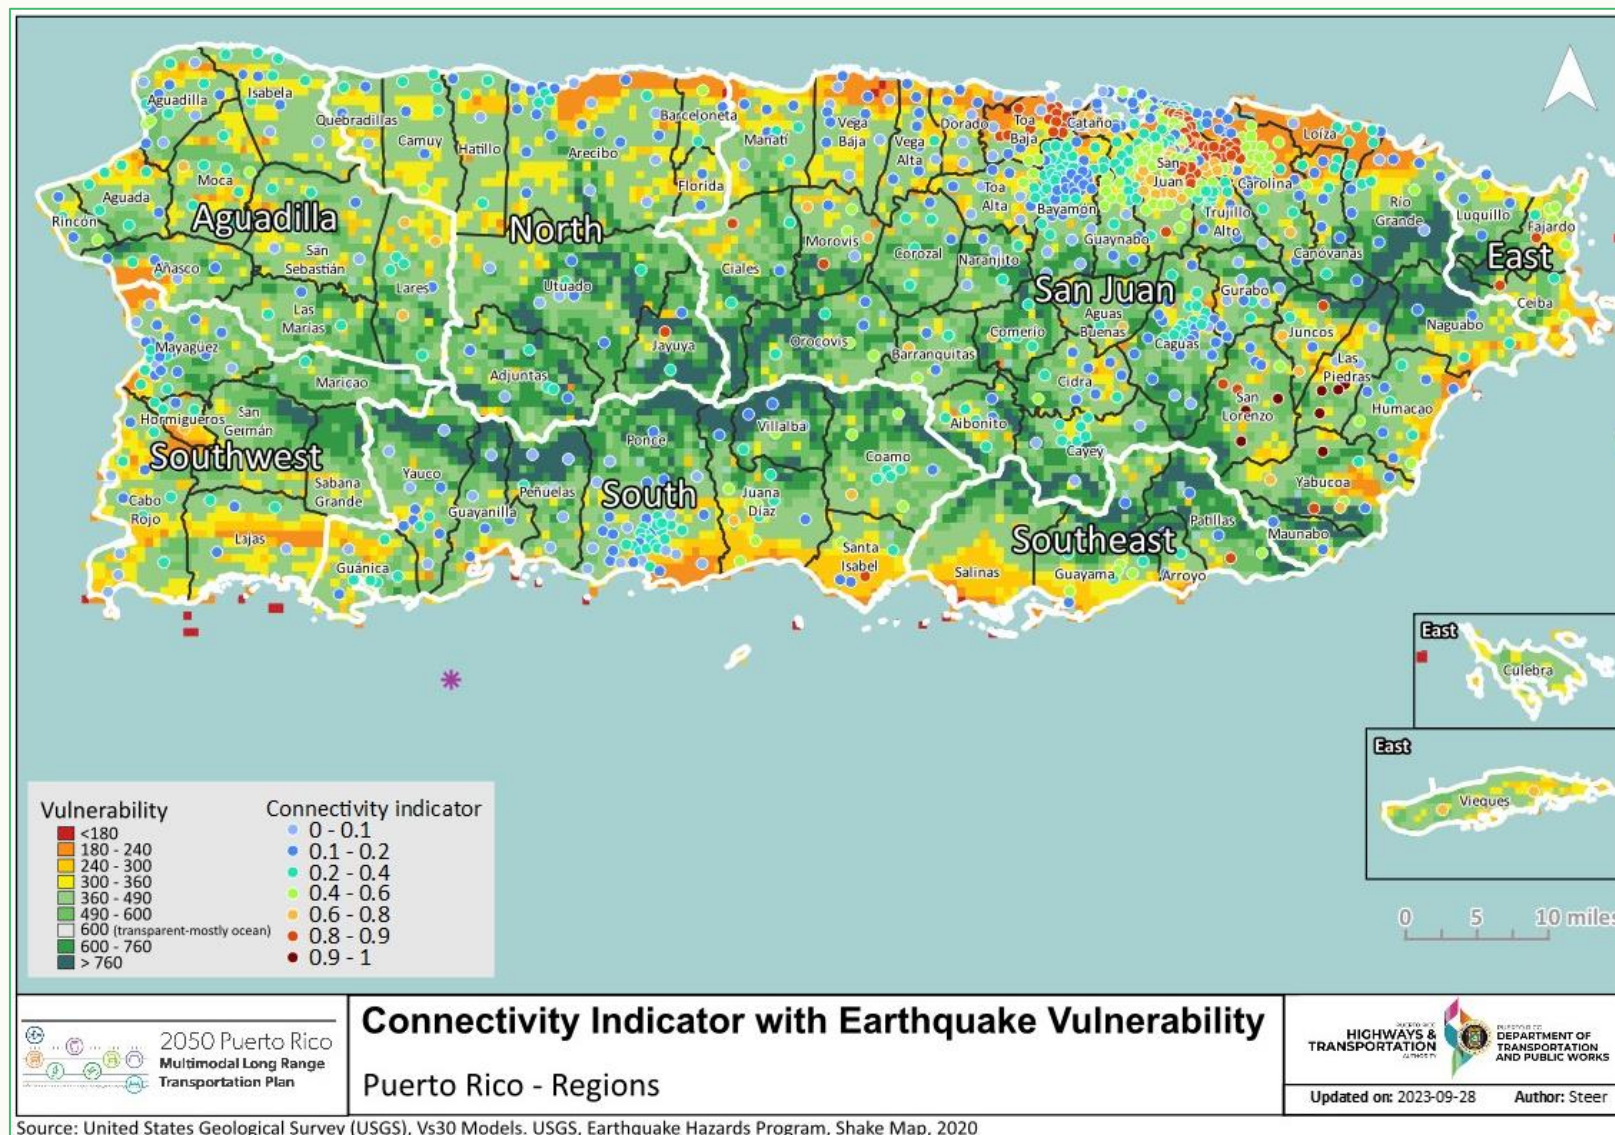 Aguadilla
Isabela
Quebradillas
Camuy
Hatillo
Arecibo
Barceloneta
Florida
Manatí
Vega
Baja
Vega
Alta
Dorado
Toa
Baja
Cataño
San
Juan
Carolina
Loíza
Moca
Aguada
Rincón
Aguadilla
San
Sebastián
Añasco
Las
Marías
Lares
North
Utuado
Jayuya
Adjuntas
Ciales
Morovis
Corozal
Naranjito
Toa
Alta
Bayamón
Guaynabo
Trujillo
Alto
Canóvanas
Río
Grande
Luquillo
Fajardo
East
Ceiba
Naguabo
San Juan
Gurabo
Aguas
Buenas
Comerío
Caguas
Juncos
Las
Piedras
Orocovis
Barranquitas
Cidra
San
Lorenzo
Humacao
Aibonito
Cayey
Yabucoa
Mayagüez
Maricao
Hormigueros
San
Germán
Southwest
Sabana
Grande
Cabo
Rojo
Lajas
Guánica
Yauco
Guayanilla
Peñuelas
Ponce
South
Villalba
Juana
Díaz
Coamo
Santa
Isabel
Southeast
Salinas
Guayama
Arroyo
Patillas
Maunabo
East
Culebra
East
Vieques
0 5 10 miles
Vulnerability
<180
180 - 240
240 - 300
300 - 360
360 - 490
490 - 600
600 (transparent-mostly ocean)
600 - 760
> 760
Connectivity indicator
0 - 0.1
0.1 - 0.2
0.2 - 0.4
0.4 - 0.6
0.6 - 0.8
0.8 - 0.9
0.9 - 1
2050 Puerto Rico
Multimodal Long Range
Transportation Plan
Connectivity Indicator with Earthquake Vulnerability
Puerto Rico - Regions
PUERTO RICO
HIGHWAYS &
TRANSPORTATION
AUTHORITY
PUERTO RICO
DEPARTMENT OF
TRANSPORTATION
AND PUBLIC WORKS
Updated on: 2023-09-28 Author: Steer
Source: United States Geological Survey (USGS), Vs30 Models. USGS, Earthquake Hazards Program, Shake Map, 2020